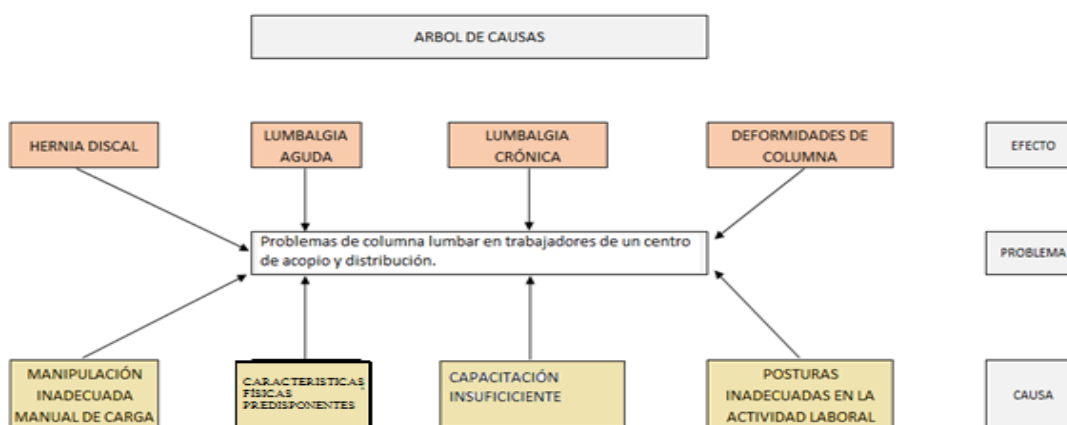 ARBOL DE CAUSAS
HERNIA DISCAL
LUMBALGIA
AGUDA
LUMBALGIA
CRÓNICA
DEFORMIDADES DE
COLUMNA
EFECTO
Problemas de columna lumbar en trabajadores de un centro
de acopio y distribución.
PROBLEMA
MANIPULACIÓN
INADECUADA
MANUAL DE CARGA
CARACTERISTICAS
FÍSICAS
PREDISPONENTES
CAPACITACIÓN
INSUFICICIENTE
POSTURAS
INADECUADAS EN LA
ACTIVIDAD LABORAL
CAUSA